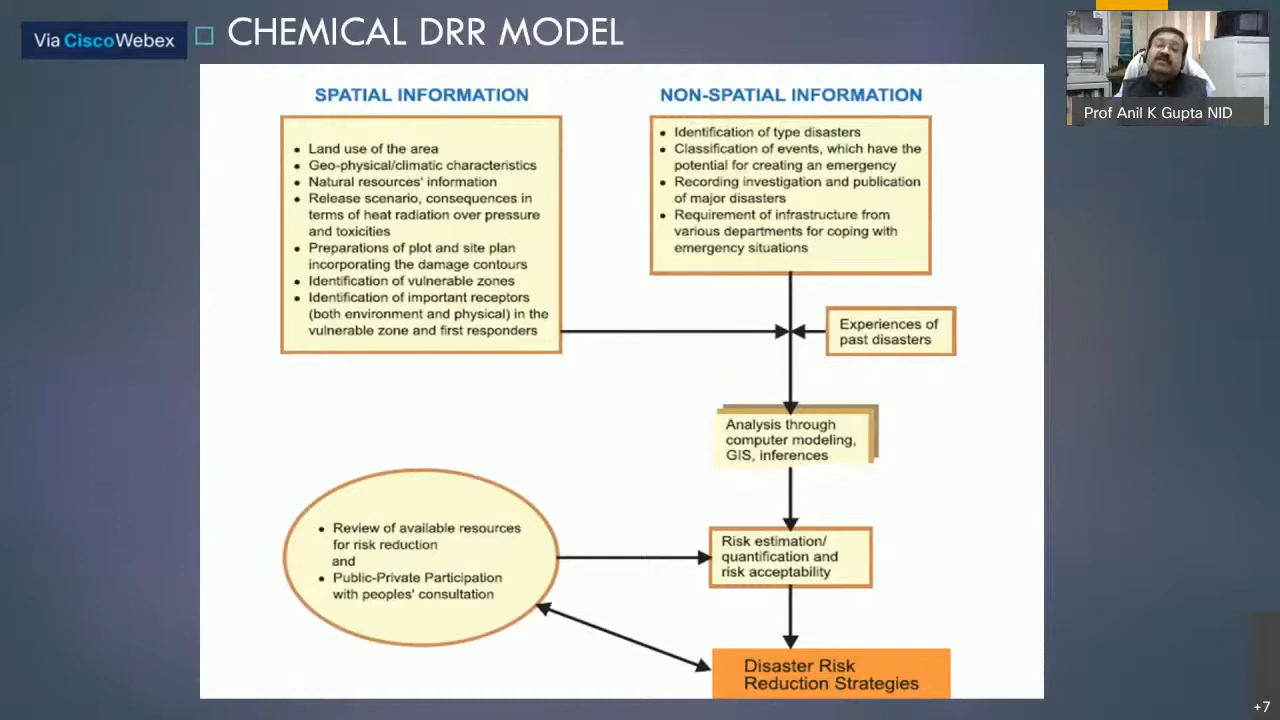 Via Cisco Webex
CHEMICAL DRR MODEL
Prof Anil K Gupta NID
SPATIAL INFORMATION
• Land use of the area
• Geo-physical/climatic characteristics
• Natural resources' information
• Release scenario, consequences in
terms of heat radiation over pressure
and toxicities
• Preparations of plot and site plan
incorporating the damage contours
• Identification of vulnerable zones
• Identification of important receptors
(both environment and physical) in the
vulnerable zone and first responders
NON-SPATIAL INFORMATION
• Identification of type disasters
• Classification of events, which have the
potential for creating an emergency
• Recording investigation and publication
of major disasters
• Requirement of infrastructure from
various departments for coping with
emergency situations
Experiences of
past disasters
Analysis through
computer modeling,
GIS, inferences
• Review of available resources
for risk reduction
and
• Public-Private Participation
with peoples' consultation
Risk estimation/
quantification and
risk acceptability
Disaster Risk
Reduction Strategies
+7